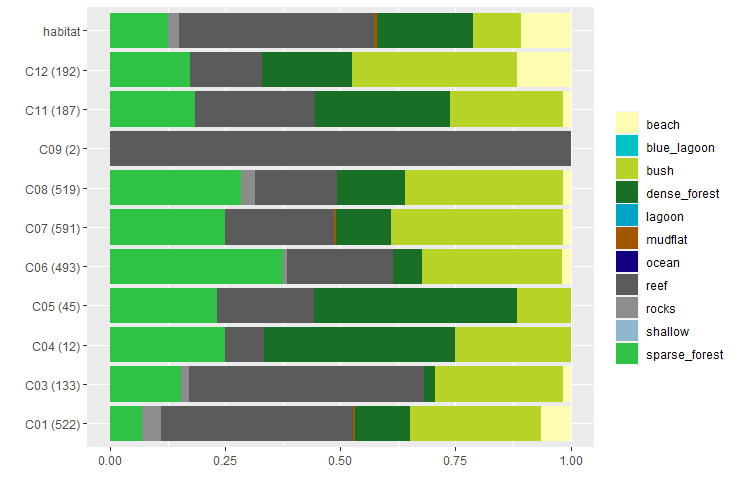 habitat
C12 (192)
C11 (187)
C09 (2)
C08 (519)
C07 (591)
C06 (493)
C05 (45)
C04 (12)
C03 (133)
C01 (522)
0.00 0.25 0.50 0.75 1.00
beach
blue_lagoon
bush
dense_forest
lagoon
mudflat
ocean
reef
rocks
shallow
sparse_forest